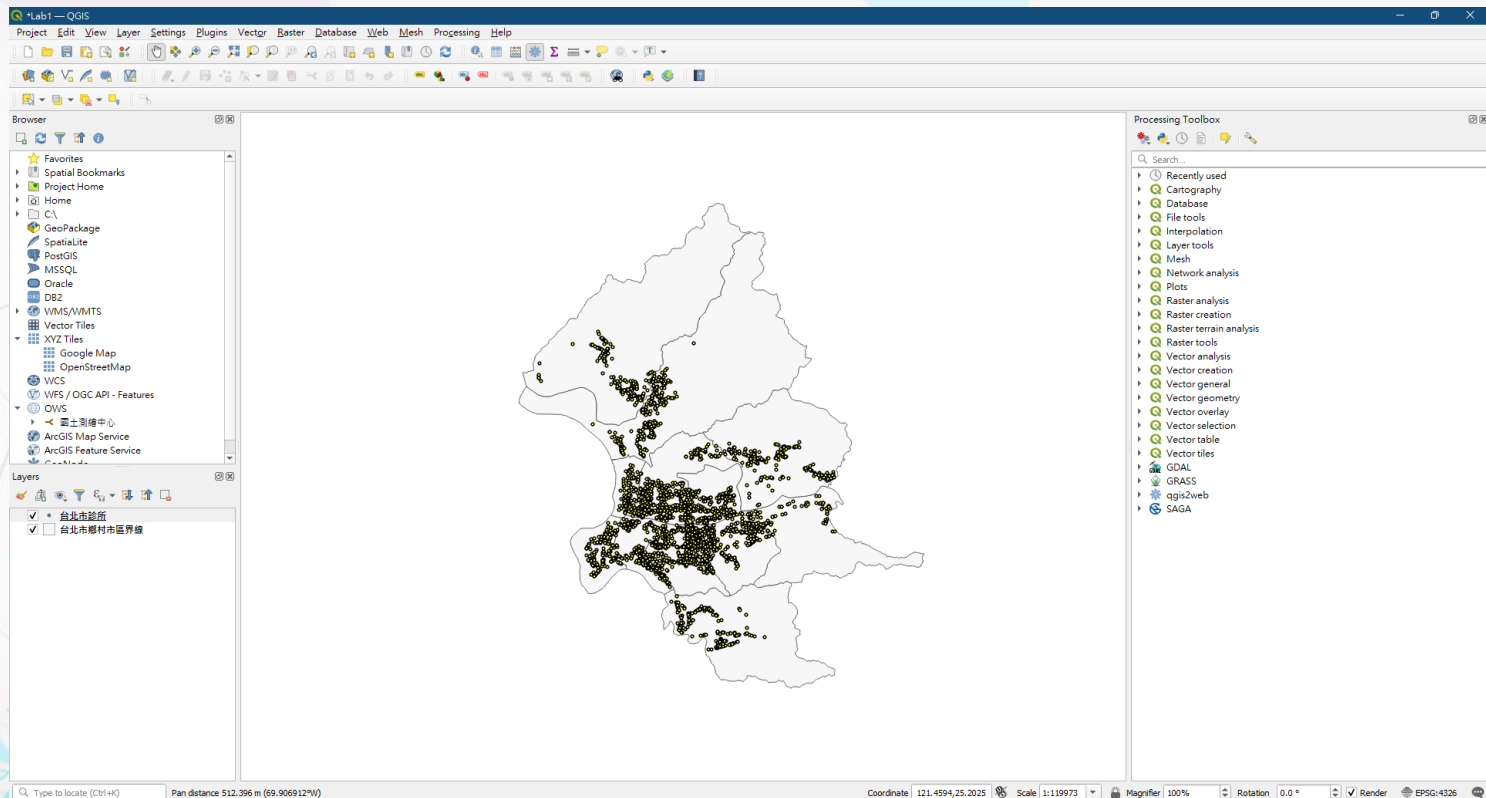 *Lab1 — QGIS
Project Edit View Layer Settings Plugins Vector Raster Database Web Mesh Processing Help
Browser
Favorites
Spatial Bookmarks
Project Home
Home
C:\
GeoPackage
SpatiaLite
PostGIS
MSSQL
Oracle
DB2
WMS/WMTS
Vector Tiles
XYZ Tiles
Google Map
OpenStreetMap
WCS
WFS / OGC API - Features
OWS
國土測繪中心
ArcGIS Map Service
ArcGIS Feature Service
GeoNode
Layers
台北市診所
台北市鄉村市區界線
Processing Toolbox
Search...
Recently used
Cartography
Database
File tools
Interpolation
Layer tools
Mesh
Network analysis
Plots
Raster analysis
Raster creation
Raster terrain analysis
Raster tools
Vector analysis
Vector creation
Vector general
Vector geometry
Vector overlay
Vector selection
Vector table
Vector tiles
GDAL
GRASS
qgis2web
SAGA
Type to locate (Ctrl+K) Pan distance 512.396 m (69.906912°W) Coordinate 121.4594,25.2025 Scale 1:119973 Magnifier 100% Rotation 0.0 ° Render EPSG:4326